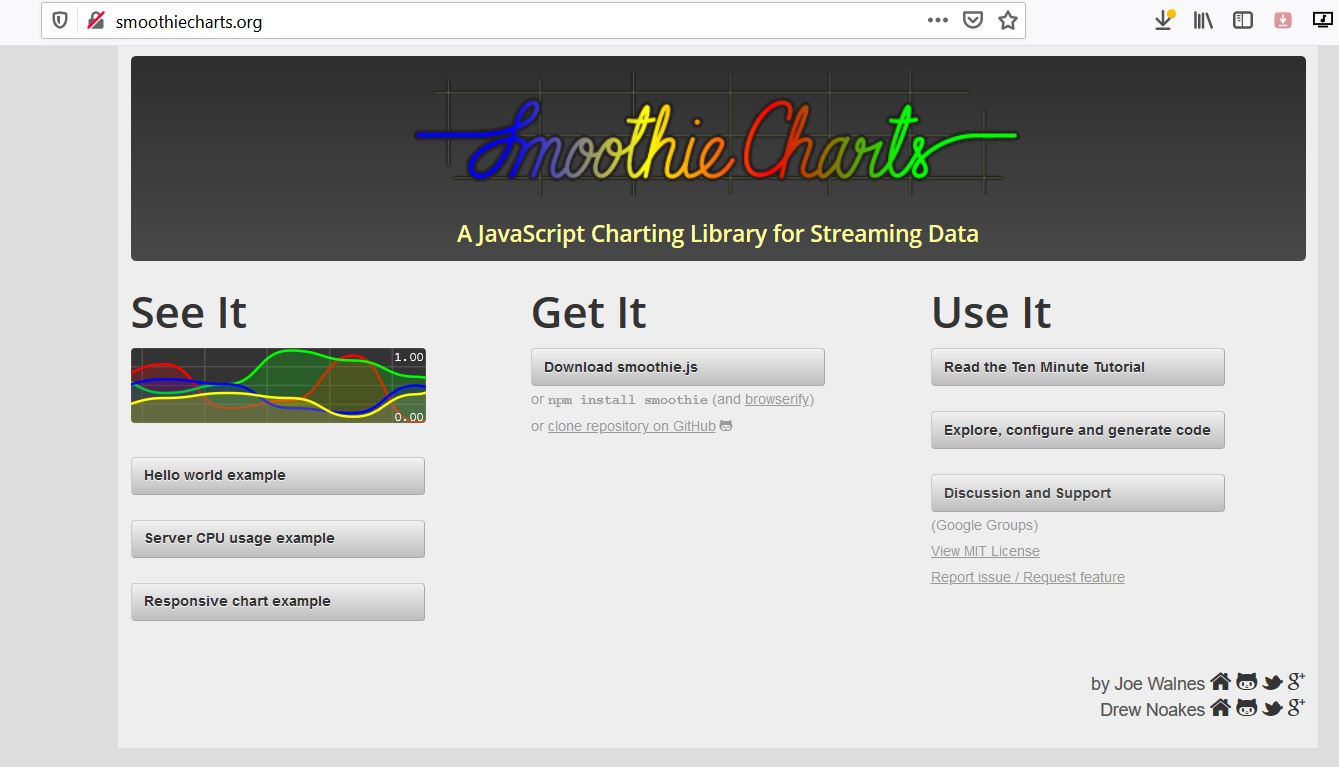 smoothiecharts.org
Smoothie Charts
A JavaScript Charting Library for Streaming Data
See It
1.00
0.00
Hello world example
Server CPU usage example
Responsive chart example
Get It
Download smoothie.js
or npm install smoothie (and browserify)
or clone repository on GitHub
Use It
Read the Ten Minute Tutorial
Explore, configure and generate code
Discussion and Support
(Google Groups)
View MIT License
Report issue / Request feature
by Joe Walnes g+
Drew Noakes g+